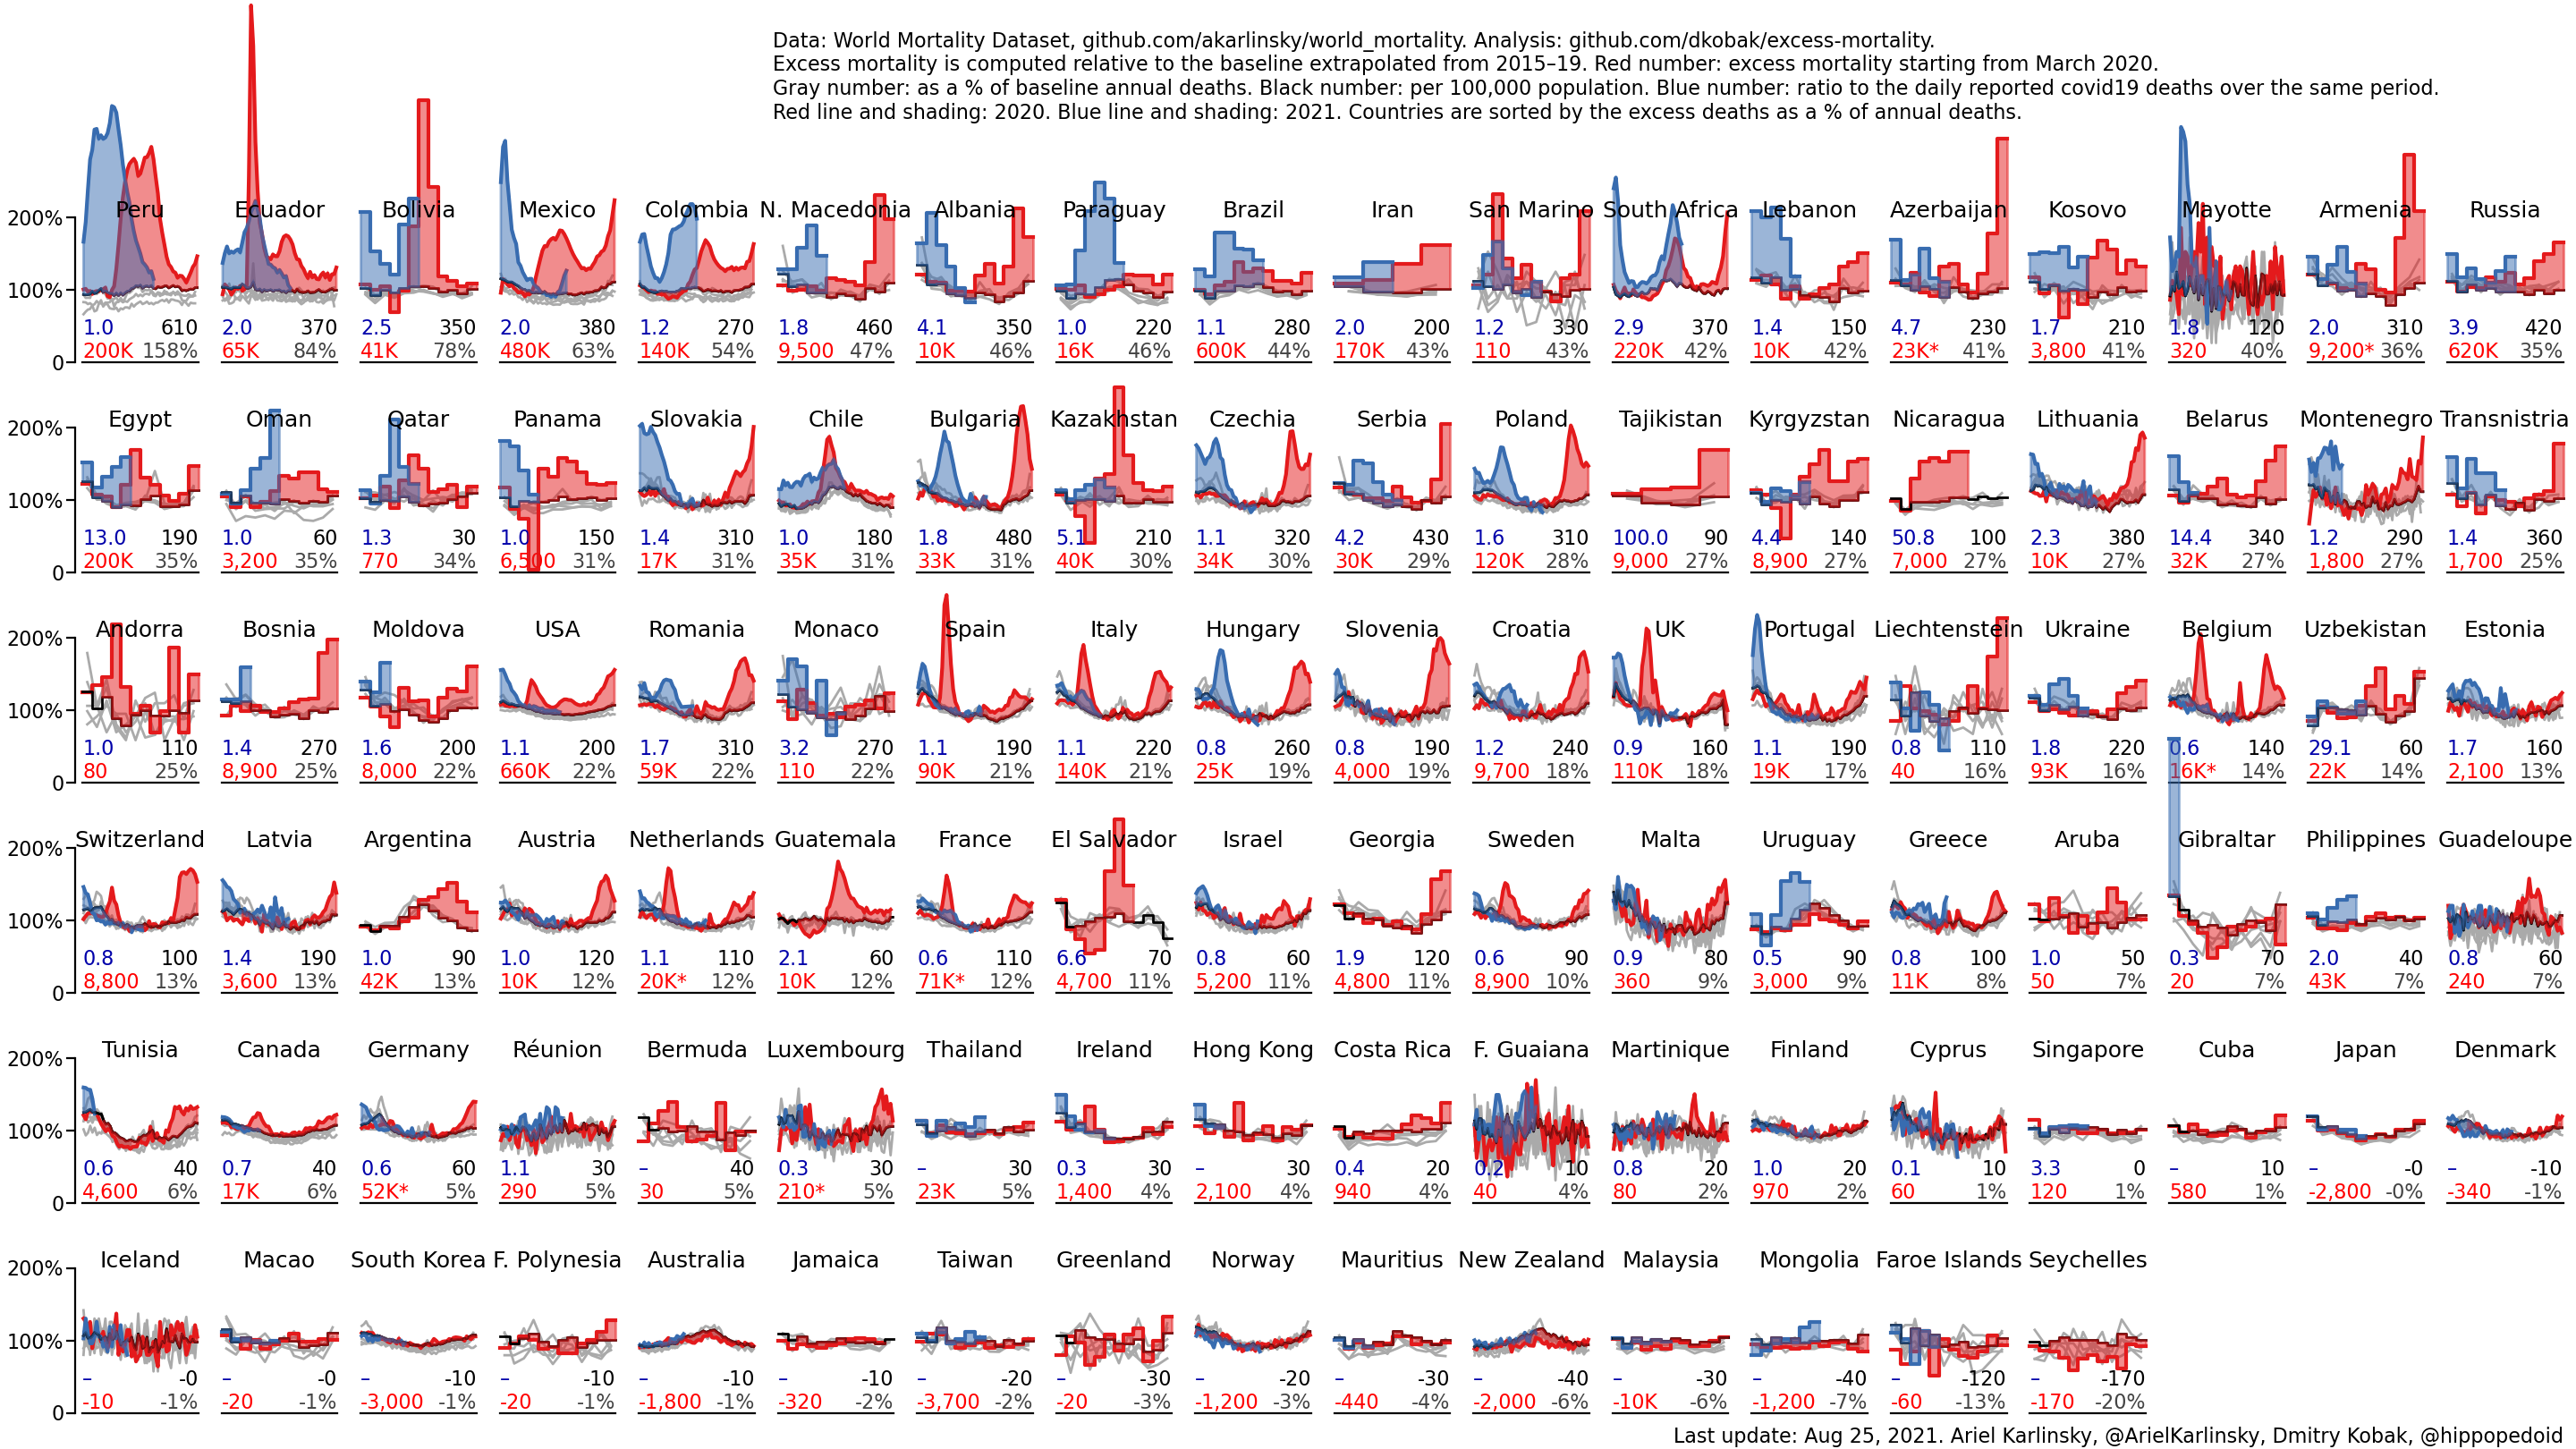 Data: World Mortality Dataset, github.com/akarlinsky/world_mortality. Analysis: github.com/dkobak/excess-mortality.
Excess mortality is computed relative to the baseline extrapolated from 2015–19. Red number: excess mortality starting from March 2020.
Gray number: as a % of baseline annual deaths. Black number: per 100,000 population. Blue number: ratio to the daily reported covid19 deaths over the same period.
Red line and shading: 2020. Blue line and shading: 2021. Countries are sorted by the excess deaths as a % of annual deaths.
200% Peru Ecuador Bolivia Mexico Colombia N. Macedonia Albania Paraguay Brazil Iran San Marino South Africa Lebanon Azerbaijan Kosovo Mayotte Armenia Russia
100%
1.0 610 2.0 370 2.5 350 2.0 380 1.2 270 1.8 460 4.1 350 1.0 220 1.1 280 2.0 200 1.2 330 2.9 370 1.4 150 4.7 230 1.7 210 1.8 120 2.0 310 3.9 420
0 200K 158% 65K 84% 41K 78% 480K 63% 140K 54% 9,500 47% 10K 46% 16K 46% 600K 44% 170K 43% 110 43% 220K 42% 10K 42% 23K* 41% 3,800 41% 320 40% 9,200* 36% 620K 35%
200% Egypt Oman Qatar Panama Slovakia Chile Bulgaria Kazakhstan Czechia Serbia Poland Tajikistan Kyrgyzstan Nicaragua Lithuania Belarus Montenegro Transnistria
100%
13.0 190 1.0 60 1.3 30 1.0 150 1.4 310 1.0 180 1.8 480 5.1 210 1.1 320 4.2 430 1.6 310 100.0 90 4.4 140 50.8 100 2.3 380 14.4 340 1.2 290 1.4 360
0 200K 35% 3,200 35% 770 34% 6,500 31% 17K 31% 35K 31% 33K 31% 40K 30% 34K 30% 30K 29% 120K 28% 9,000 27% 8,900 27% 7,000 27% 10K 27% 32K 27% 1,800 27% 1,700 25%
200% Andorra Bosnia Moldova USA Romania Monaco Spain Italy Hungary Slovenia Croatia UK Portugal Liechtenstein Ukraine Belgium Uzbekistan Estonia
100%
1.0 110 1.4 270 1.6 200 1.1 200 1.7 310 3.2 270 1.1 190 1.1 220 0.8 260 0.8 190 1.2 240 0.9 160 1.1 190 0.8 110 1.8 220 0.6 140 29.1 60 1.7 160
0 80 25% 8,900 25% 8,000 22% 660K 22% 59K 22% 110 22% 90K 21% 140K 21% 25K 19% 4,000 19% 9,700 18% 110K 18% 19K 17% 40 16% 93K 16% 16K* 14% 22K 14% 2,100 13%
200% Switzerland Latvia Argentina Austria Netherlands Guatemala France El Salvador Israel Georgia Sweden Malta Uruguay Greece Aruba Gibraltar Philippines Guadeloupe
100%
0.8 100 1.4 190 1.0 90 1.0 120 1.1 110 2.1 60 0.6 110 6.6 70 0.8 60 1.9 120 0.6 90 0.9 80 0.5 90 0.8 100 1.0 50 0.3 70 2.0 40 0.8 60
0 8,800 13% 3,600 13% 42K 13% 10K 12% 20K* 12% 10K 12% 71K* 12% 4,700 11% 5,200 11% 4,800 11% 8,900 10% 360 9% 3,000 9% 11K 8% 50 7% 20 7% 43K 7% 240 7%
200% Tunisia Canada Germany Réunion Bermuda Luxembourg Thailand Ireland Hong Kong Costa Rica F. Guaiana Martinique Finland Cyprus Singapore Cuba Japan Denmark
100%
0.6 40 0.7 40 0.6 60 1.1 30 – 40 0.3 30 – 30 0.3 30 – 30 0.4 20 0.2 10 0.8 20 1.0 20 0.1 10 3.3 0 – 10 – -0 – -10
0 4,600 6% 17K 6% 52K* 5% 290 5% 30 5% 210* 5% 23K 5% 1,400 4% 2,100 4% 940 4% 40 4% 80 2% 970 2% 60 1% 120 1% 580 1% -2,800 -0% -340 -1%
200% Iceland Macao South Korea F. Polynesia Australia Jamaica Taiwan Greenland Norway Mauritius New Zealand Malaysia Mongolia Faroe Islands Seychelles
100%
– -0 – -0 – -10 – -10 – -10 – -10 – -20 – -30 – -20 – -30 – -40 – -30 – -40 – -120 – -170
0 -10 -1% -20 -1% -3,000 -1% -20 -1% -1,800 -1% -320 -2% -3,700 -2% -20 -3% -1,200 -3% -440 -4% -2,000 -6% -10K -6% -1,200 -7% -60 -13% -170 -20%
Last update: Aug 25, 2021. Ariel Karlinsky, @ArielKarlinsky, Dmitry Kobak, @hippopedoid